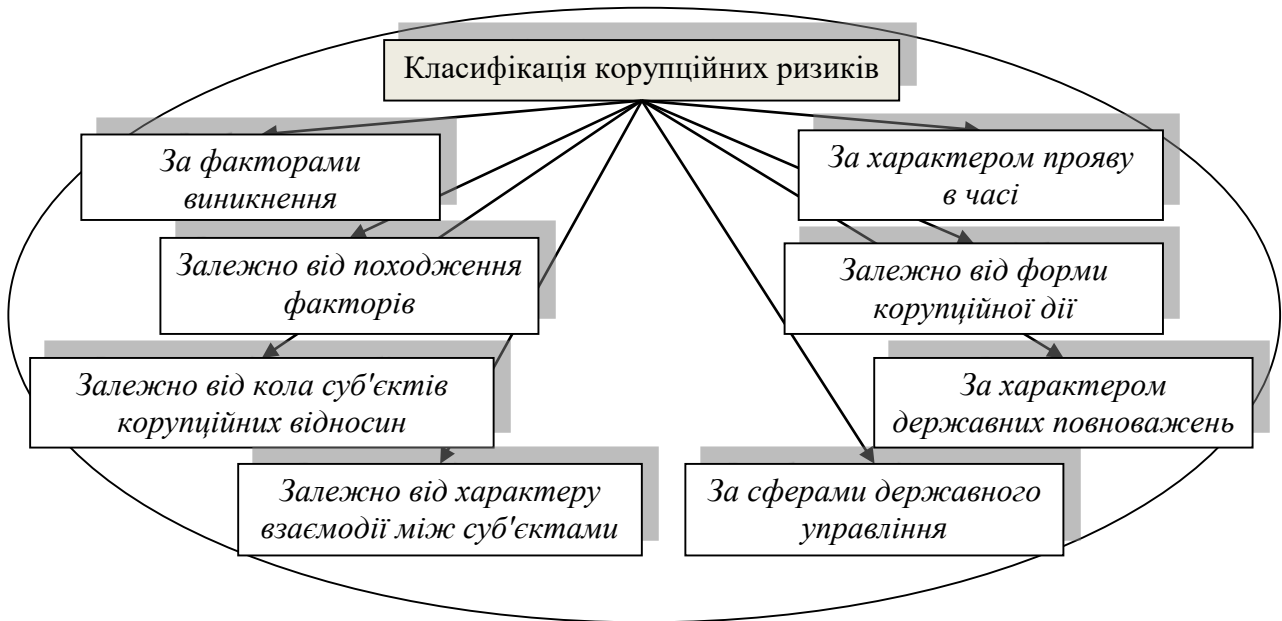 Класифікація корупційних ризиків
За факторами
виникнення
За характером прояву
в часі
Залежно від походження
факторів
Залежно від форми
корупційної дії
Залежно від кола суб'єктів
корупційних відносин
За характером
державних повноважень
Залежно від характеру
взаємодії між суб'єктами
За сферами державного
управління